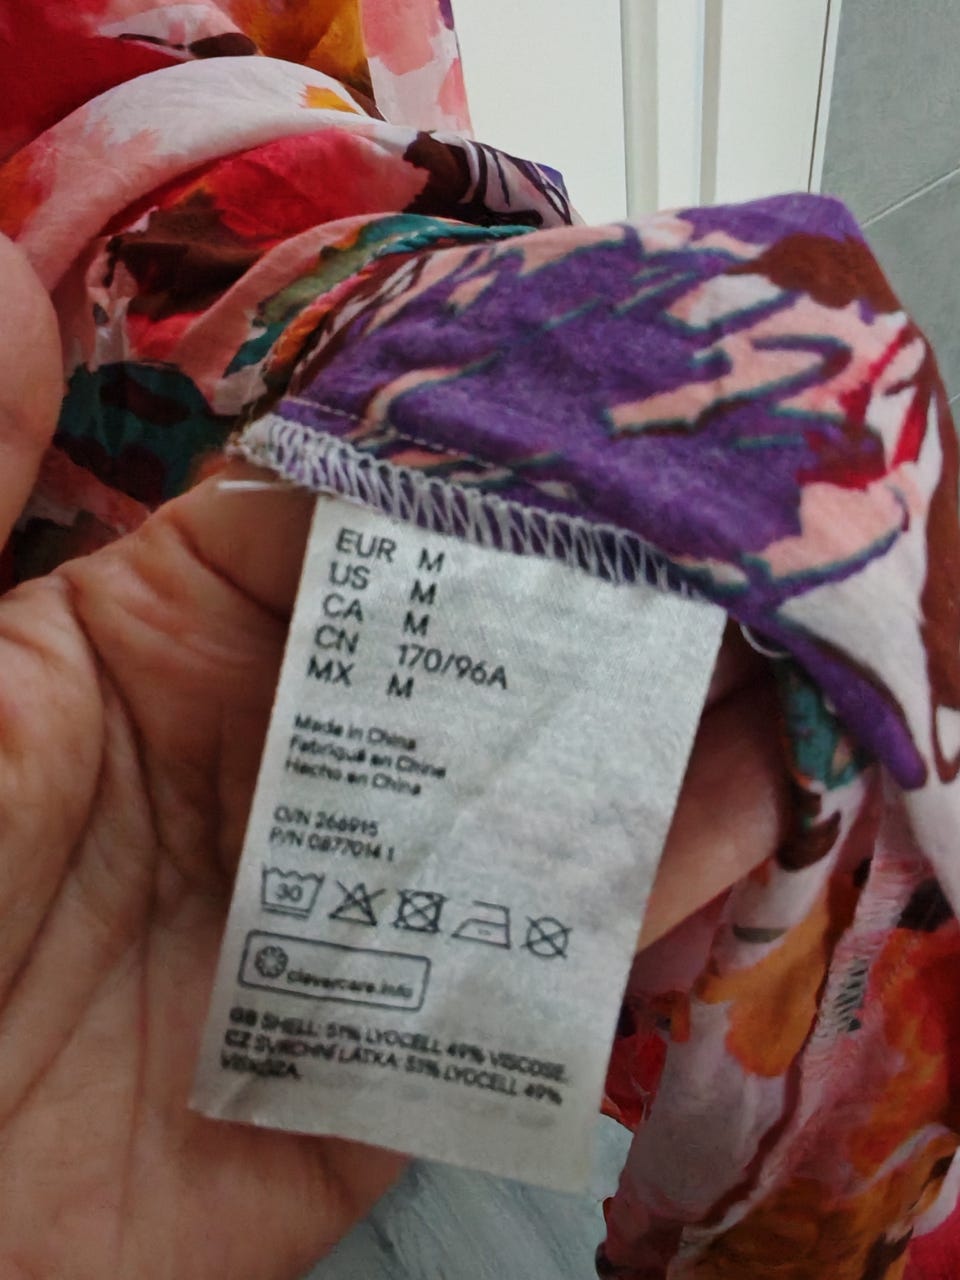 EUR M
US M
CA M
CN 170/96A
MX M
Made in China
Fabriqué en Chine
Hecho en China
O/N 266915
P/N 0877014 1
30
clevercare.info
GB SHELL: 51% LYOCELL 49% VISCOSE.
CZ SVRCHNÍ LÁTKA: 51% LYOCELL 49%
VISKÓZA.